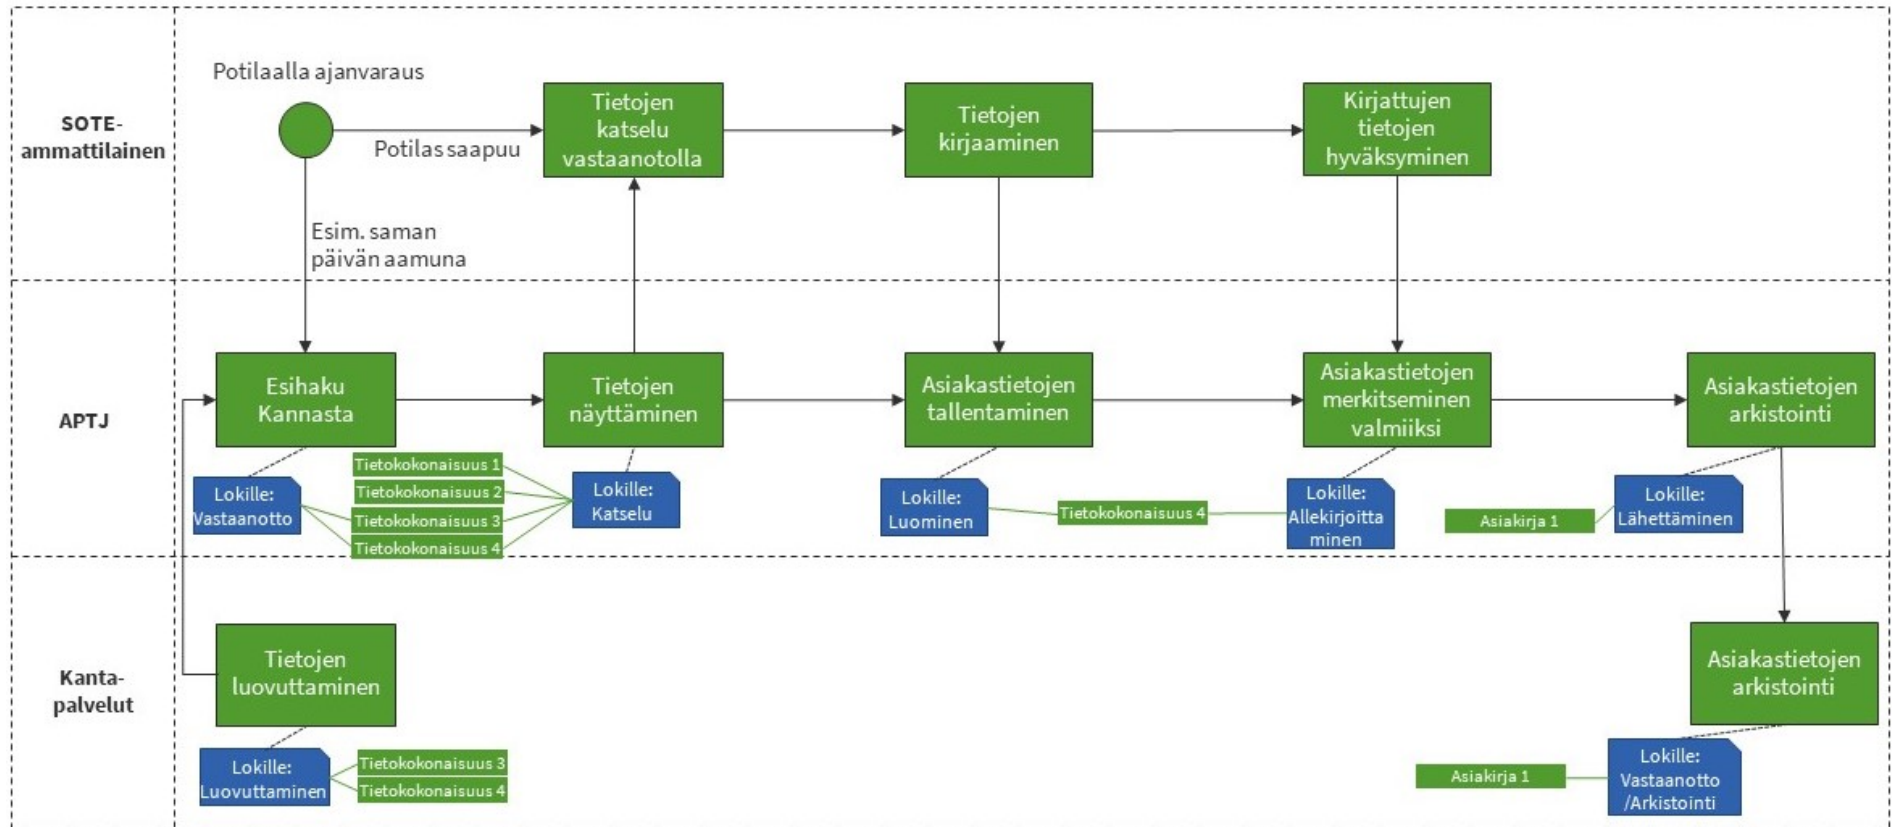 Potilaalla ajanvaraus
SOTE-
ammattilainen
Potilas saapuu
Tietojen
katselu
vastaanotolla
Tietojen
kirjaaminen
Kirjattujen
tietojen
hyväksyminen
Esim. saman
päivän aamuna
APTJ
Esihaku
Kannasta
Tietojen
näyttäminen
Asiakastietojen
tallentaminen
Asiakastietojen
merkitseminen
valmiiksi
Asiakastietojen
arkistointi
Lokille:
Vastaanotto
Tietokokonaisuus 1
Tietokokonaisuus 2
Tietokokonaisuus 3
Tietokokonaisuus 4
Lokille:
Katselu
Lokille:
Luominen
Tietokokonaisuus 4
Lokille:
Allekirjoitta
minen
Asiakirja 1
Lokille:
Lähettäminen
Kanta-
palvelut
Tietojen
luovuttaminen
Asiakastietojen
arkistointi
Lokille:
Luovuttaminen
Tietokokonaisuus 3
Tietokokonaisuus 4
Asiakirja 1
Lokille:
Vastaanotto
/Arkistointi